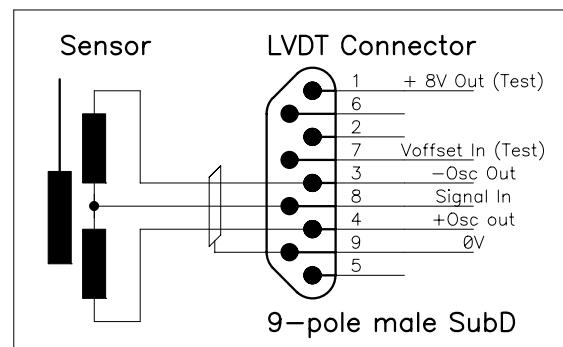 Sensor
LVDT Connector
1 + 8V Out (Test)
6
2
7 Voffset In (Test)
3 -Osc Out
8 Signal In
4 +Osc out
9 0V
5
9-pole male SubD